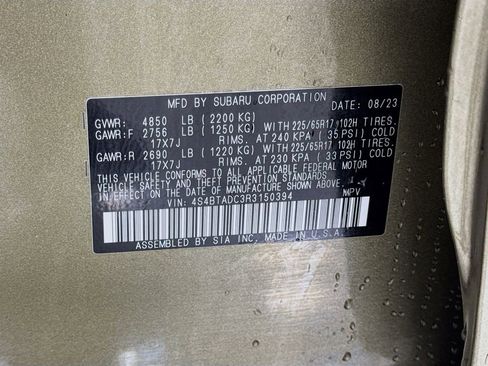 MFD BY SUBARU CORPORATION DATE: 08/23
GVWR: 4850 LB (2200 KG)
GAWR:F 2756 LB (1250 KG) WITH 225/65R17 102H TIRES.
17X7J RIMS. AT 240 KPA (35 PSI) COLD
GAWR:R 2690 LB (1220 KG) WITH 225/65R17 102H TIRES.
17X7J RIMS. AT 230 KPA (33 PSI) COLD
THIS VEHICLE CONFORMS TO ALL APPLICABLE FEDERAL MOTOR
VEHICLE SAFETY AND THEFT PREVENTION STANDARDS
IN EFFECT ON THE DATE OF MANUFACTURE SHOWN ABOVE.
VIN: 4S4BTADC3R3150394 MPV
ASSEMBLED BY SIA INC. MADE IN U.S.A.